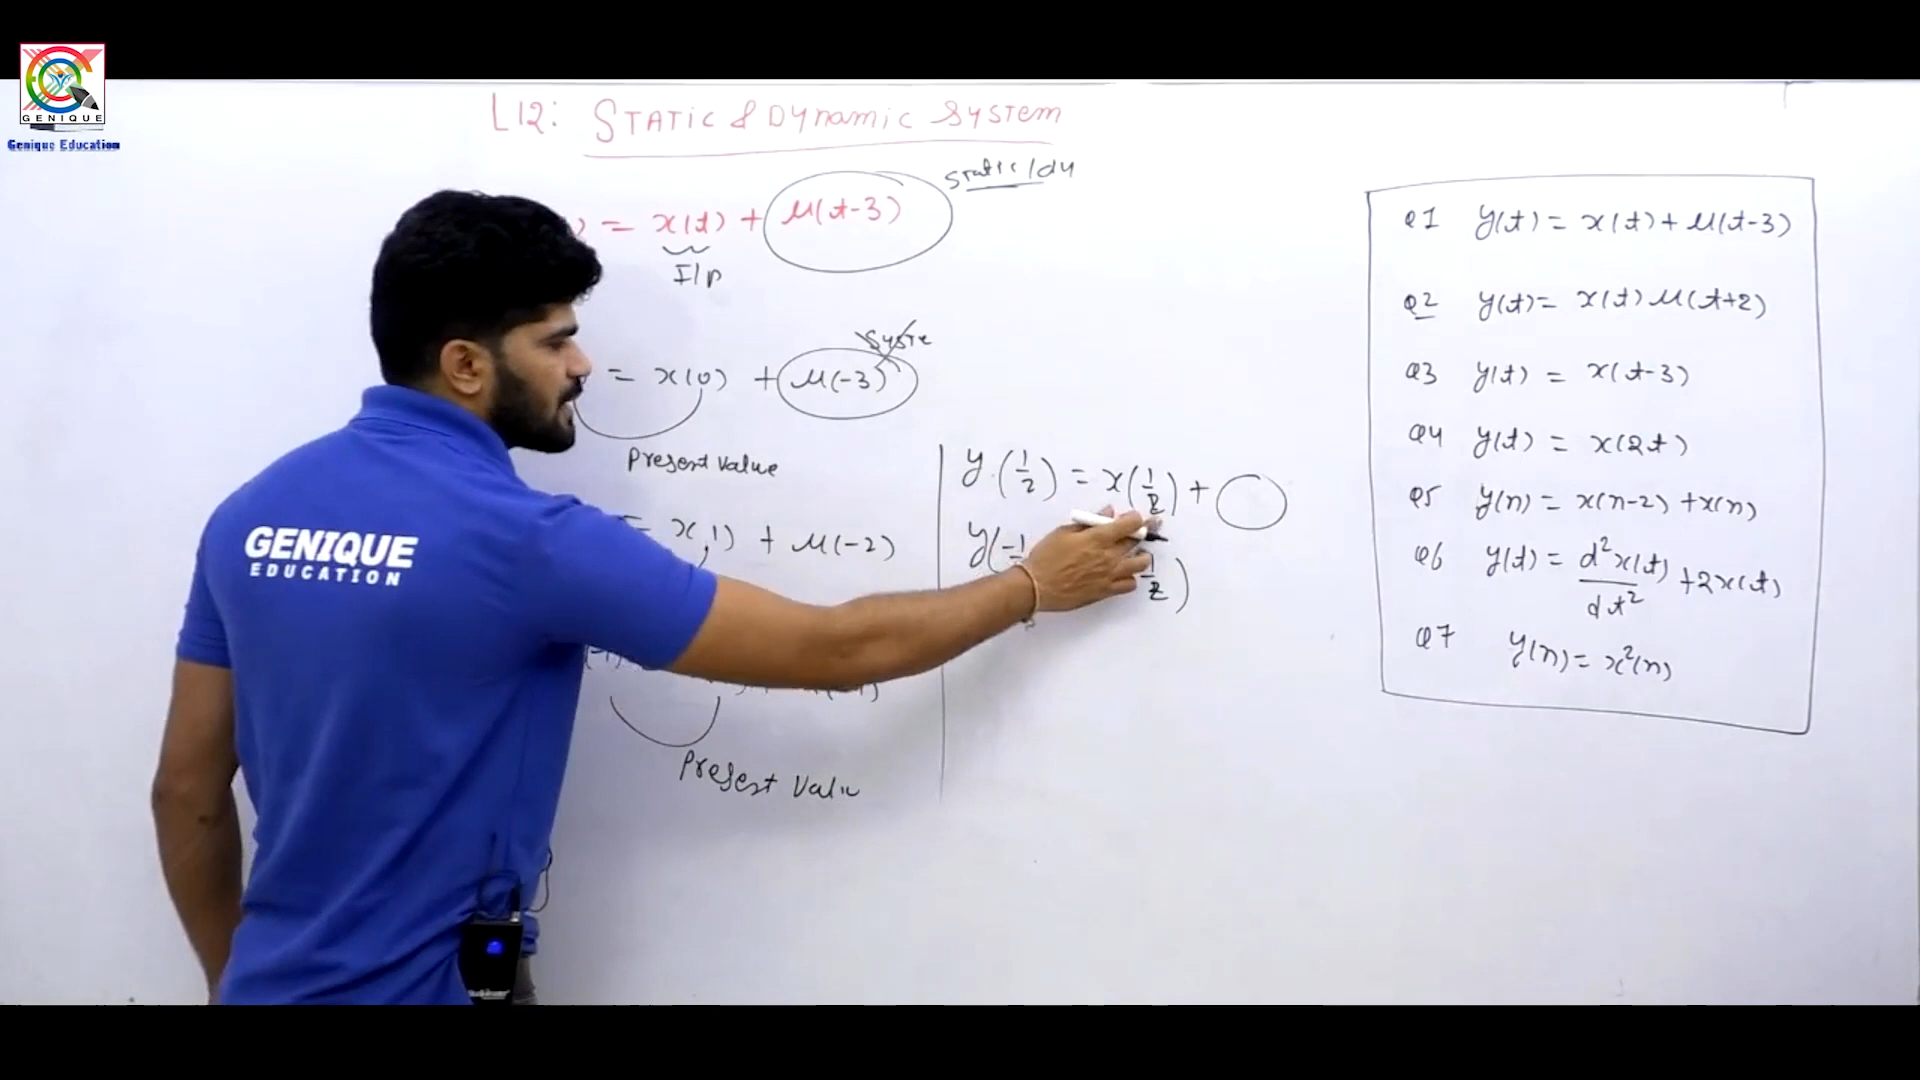 GENIQUE
Genique Education
L12: STATIC & DYNAMIC SYSTEM
= x(t) + u(t-3)
Static/dy
I/p
Syste
= x(0) + u(-3)
Present Value
= x(1) + u(-2)
Present Valu
y(1/2) = x(1/2) +
GENIQUE
EDUCATION
Q1 y(t) = x(t) + u(t-3)
Q2 y(t) = x(t) u(t+2)
Q3 y(t) = x(t-3)
Q4 y(t) = x(2t)
Q5 y(n) = x(n-2) + x(n)
Q6 y(t) = d²x(t)/dt² + 2x(t)
Q7 y(n) = x²(n)